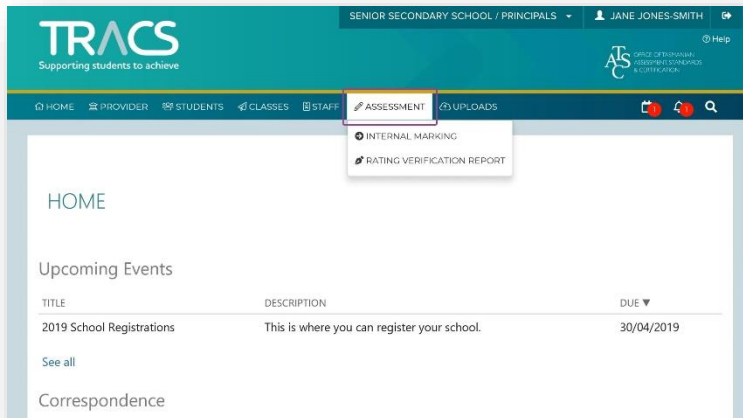 SENIOR SECONDARY SCHOOL / PRINCIPALS
JANE JONES-SMITH
TRACS
Supporting students to achieve
Help
OFFICE OF TASMANIAN
ASSESSMENT, STANDARDS
& CERTIFICATION
HOME PROVIDER STUDENTS CLASSES STAFF ASSESSMENT UPLOADS
INTERNAL MARKING
RATING VERIFICATION REPORT
HOME
Upcoming Events
TITLE DESCRIPTION DUE ▼
2019 School Registrations This is where you can register your school. 30/04/2019
See all
Correspondence